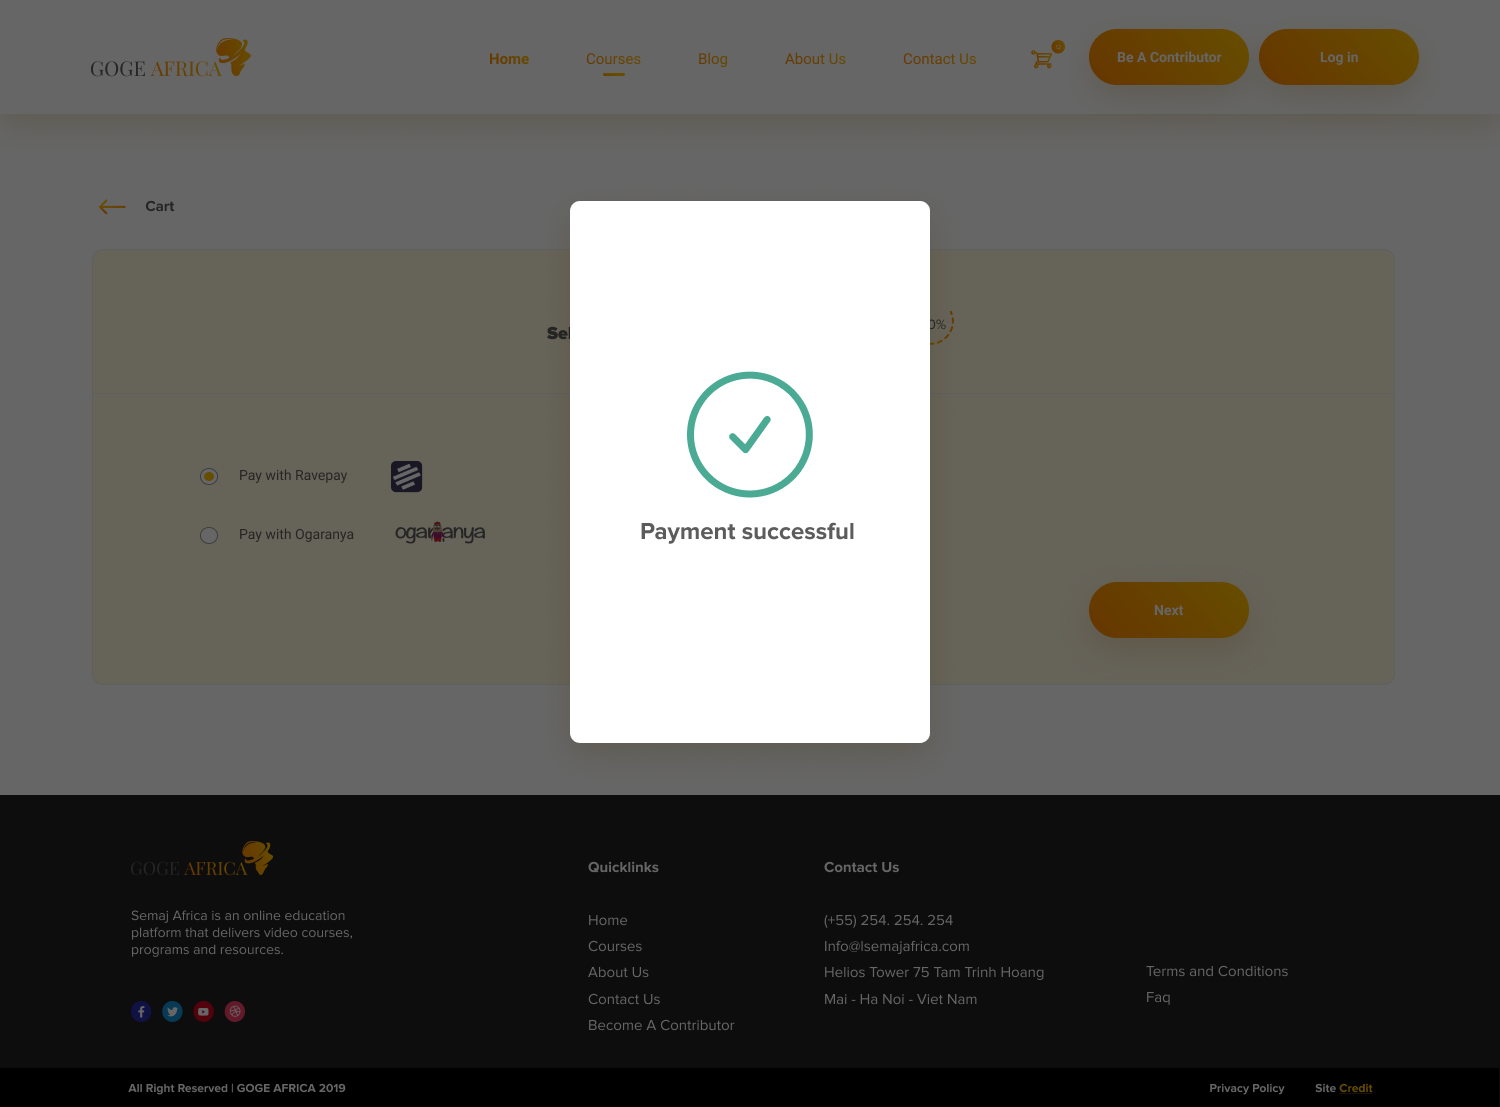 GOGE AFRICA
Home
Courses
Blog
About Us
Contact Us
0
Be A Contributor
Log in
Cart
Payment successful
Pay with Ravepay
Pay with Ogaranya
ogaranya
Next
GOGE AFRICA
Semaj Africa is an online education
platform that delivers video courses,
programs and resources.
Quicklinks
Home
Courses
About Us
Contact Us
Become A Contributor
Contact Us
(+55) 254. 254. 254
Info@lsemajafrica.com
Helios Tower 75 Tam Trinh Hoang
Mai - Ha Noi - Viet Nam
Terms and Conditions
Faq
All Right Reserved | GOGE AFRICA 2019
Privacy Policy
Site Credit